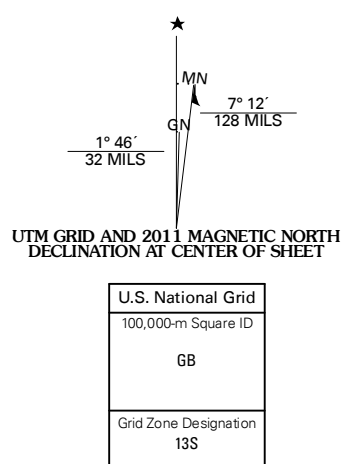 ★
MN
7° 12´
128 MILS
GN
1° 46´
32 MILS
UTM GRID AND 2011 MAGNETIC NORTH
DECLINATION AT CENTER OF SHEET
U.S. National Grid
100,000-m Square ID
GB
Grid Zone Designation
13S